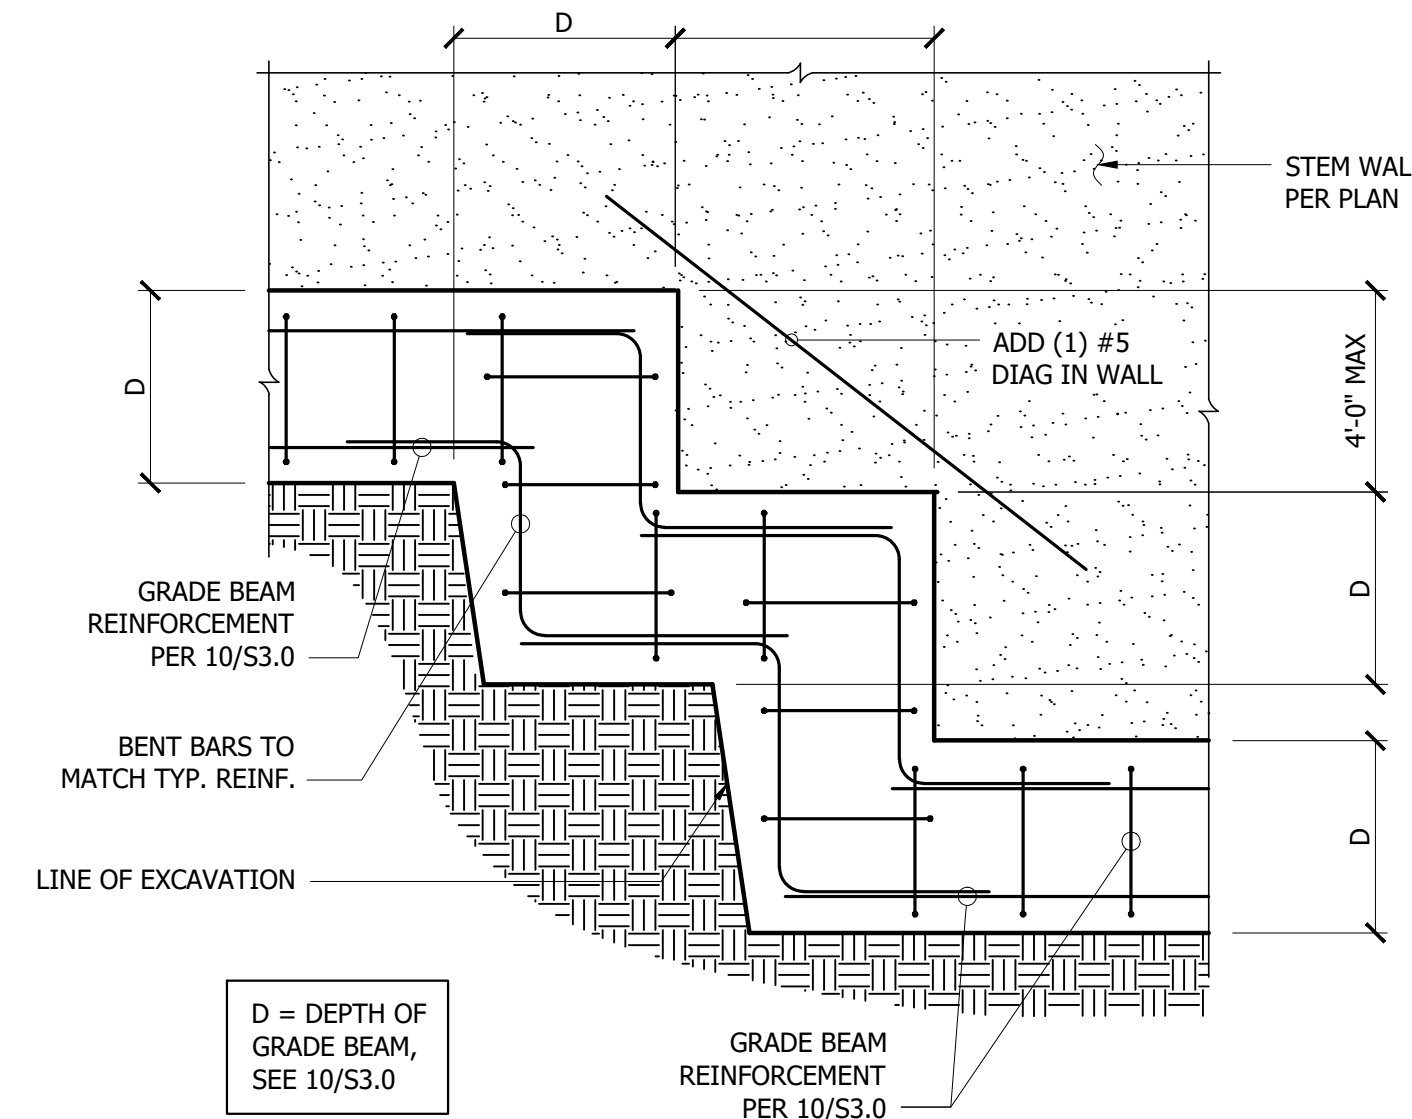 D
STEM WAL
PER PLAN
D
ADD (1) #5
DIAG IN WALL
4'-0" MAX
GRADE BEAM
REINFORCEMENT
PER 10/S3.0
D
BENT BARS TO
MATCH TYP. REINF.
LINE OF EXCAVATION
D
D = DEPTH OF
GRADE BEAM,
SEE 10/S3.0
GRADE BEAM
REINFORCEMENT
PER 10/S3.0